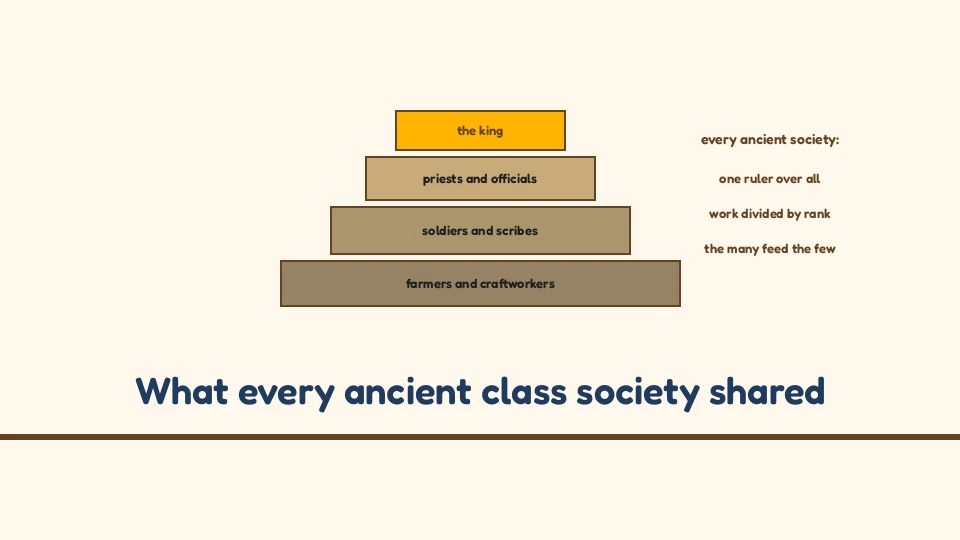 the king
priests and officials
soldiers and scribes
farmers and craftworkers
every ancient society:
one ruler over all
work divided by rank
the many feed the few
What every ancient class society shared